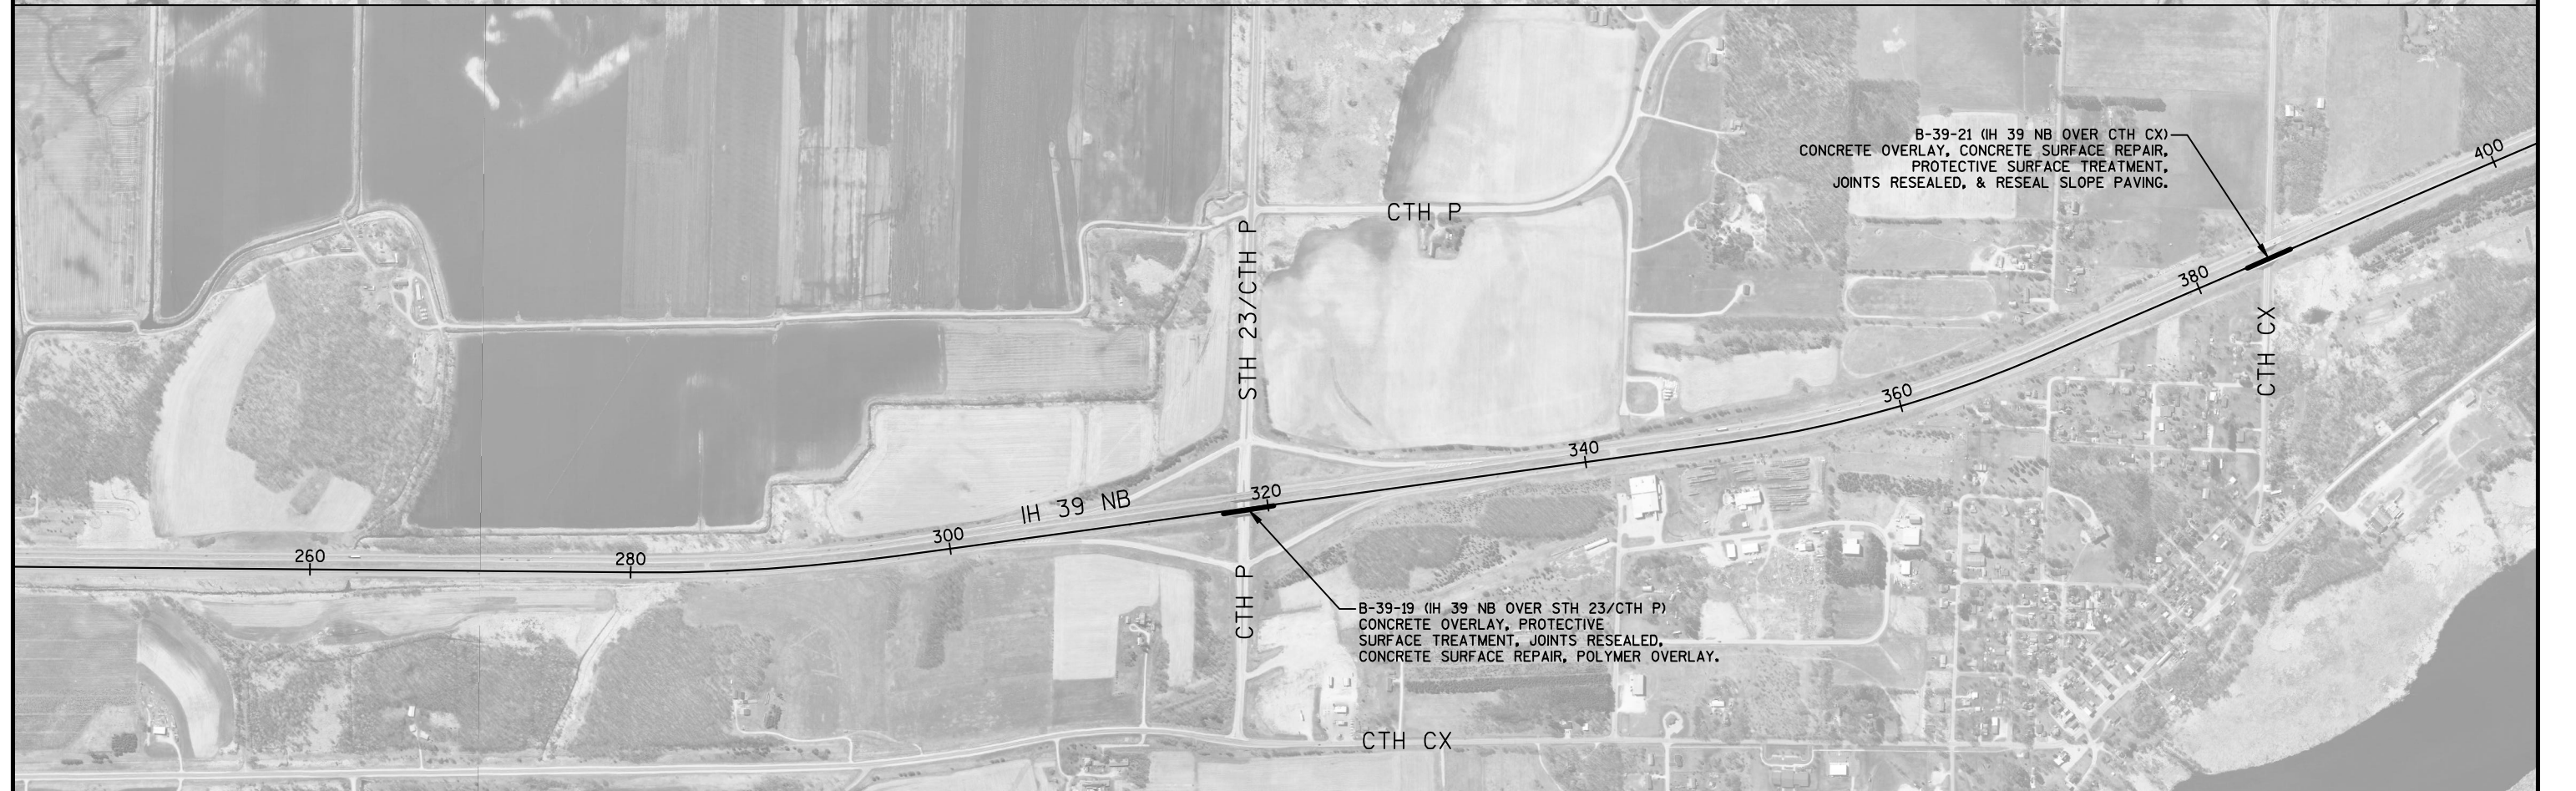 B-39-21 (IH 39 NB OVER CTH CX)
CONCRETE OVERLAY, CONCRETE SURFACE REPAIR,
PROTECTIVE SURFACE TREATMENT,
JOINTS RESEALED, & RESEAL SLOPE PAVING.
400
CTH P
STH 23/CTH P
380
CTH CX
360
340
320
IH 39 NB
300
260
280
CTH P
B-39-19 (IH 39 NB OVER STH 23/CTH P)
CONCRETE OVERLAY, PROTECTIVE
SURFACE TREATMENT, JOINTS RESEALED,
CONCRETE SURFACE REPAIR, POLYMER OVERLAY.
CTH CX